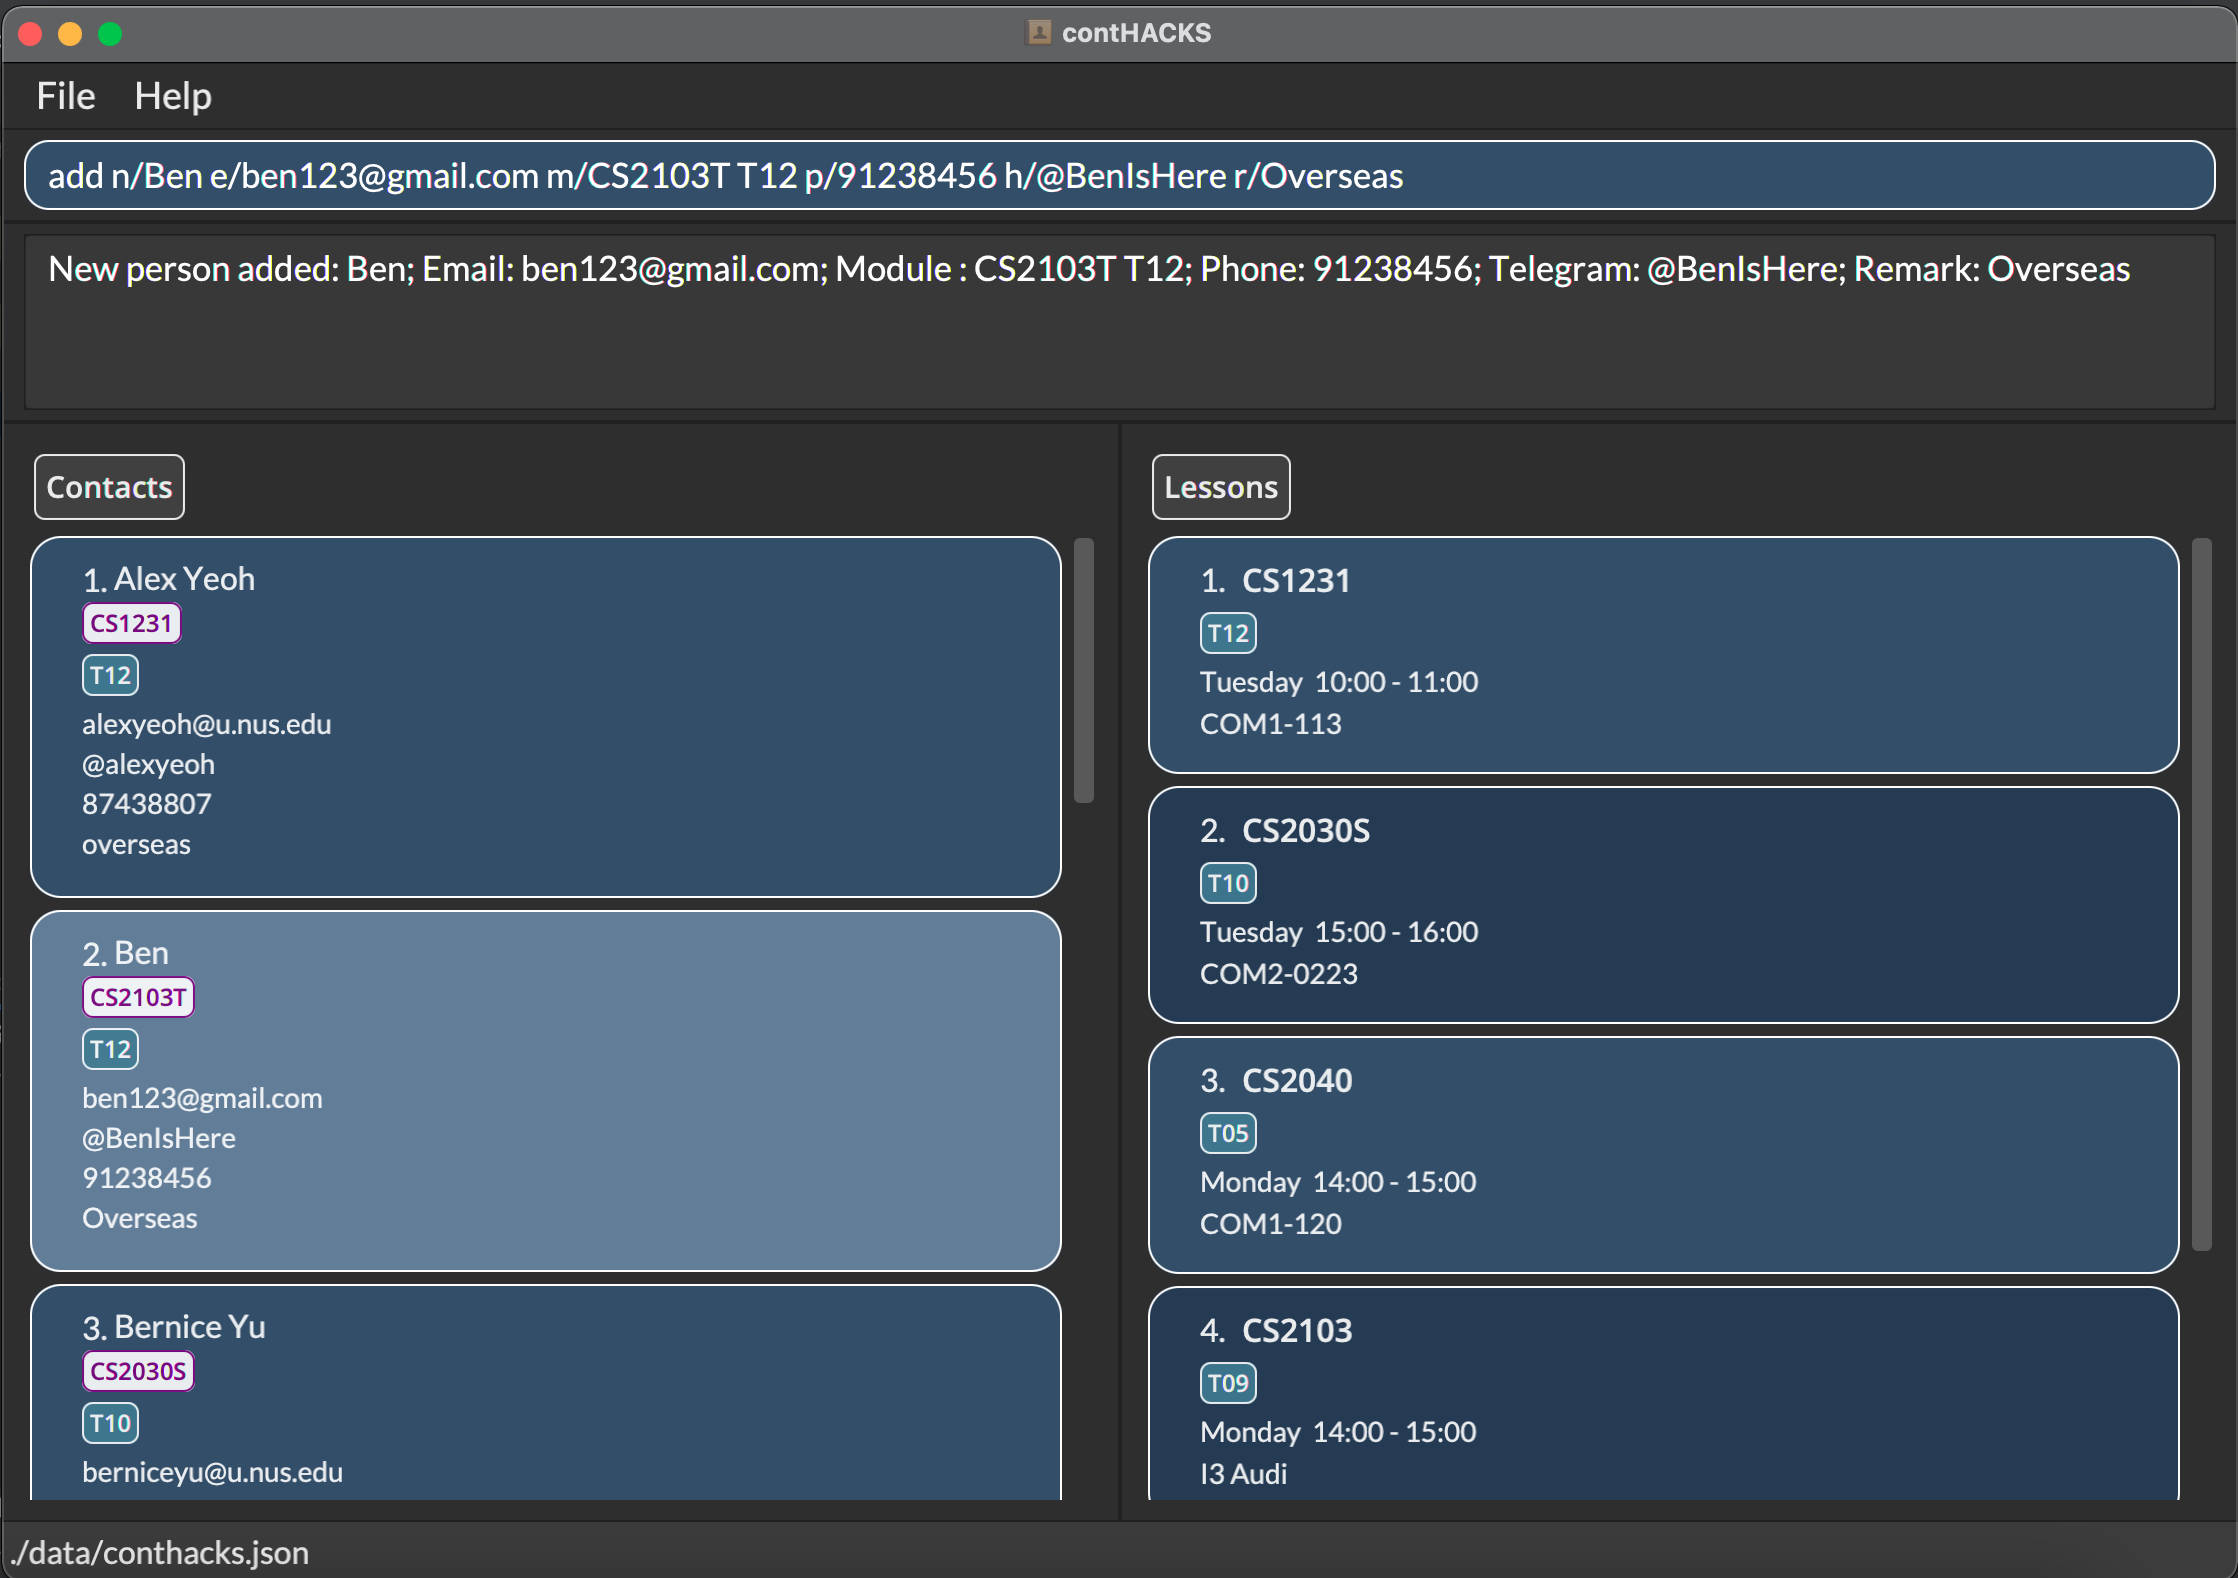 contHACKS
File Help
add n/Ben e/ben123@gmail.com m/CS2103T T12 p/91238456 h/@BenIsHere r/Overseas
New person added: Ben; Email: ben123@gmail.com; Module : CS2103T T12; Phone: 91238456; Telegram: @BenIsHere; Remark: Overseas
Contacts
1. Alex Yeoh
CS1231
T12
alexyeoh@u.nus.edu
@alexyeoh
87438807
overseas
2. Ben
CS2103T
T12
ben123@gmail.com
@BenIsHere
91238456
Overseas
3. Bernice Yu
CS2030S
T10
berniceyu@u.nus.edu
Lessons
1. CS1231
T12
Tuesday 10:00 - 11:00
COM1-113
2. CS2030S
T10
Tuesday 15:00 - 16:00
COM2-0223
3. CS2040
T05
Monday 14:00 - 15:00
COM1-120
4. CS2103
T09
Monday 14:00 - 15:00
I3 Audi
./data/conthacks.json